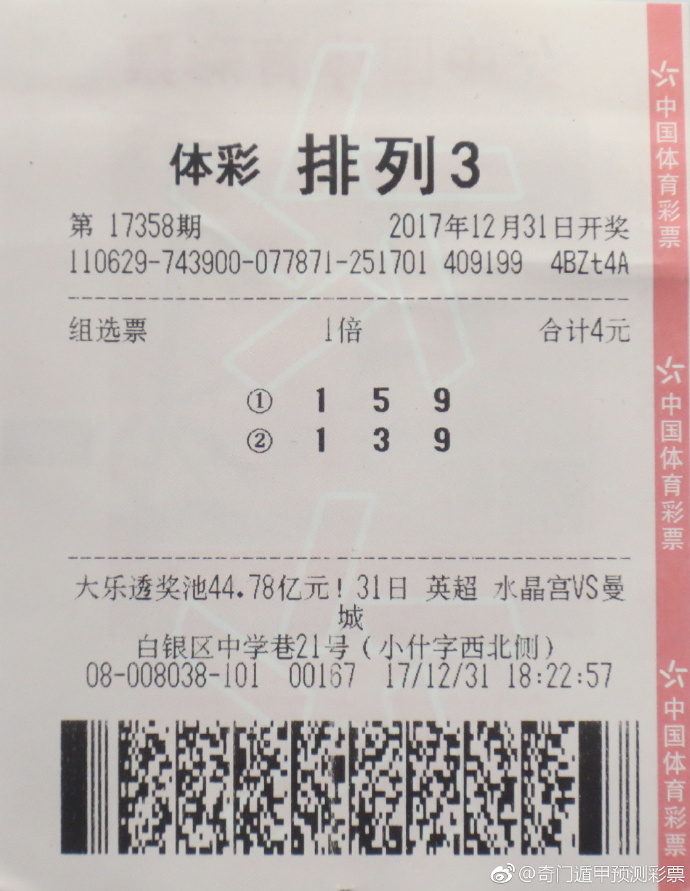 体彩 排列3
第 17358期 2017年12月31日开奖
110629-743900-077871-251701 409199 4BZt4A
组选票 1倍 合计4元
① 1 5 9
② 1 3 9
大乐透奖池44.78亿元！31日 英超 水晶宫VS曼
城
白银区中学巷21号（小什字西北侧）
08-008038-101 00167 17/12/31 18:22:57
中国体育彩票
中国体育彩票
中国体育彩票
@奇门遁甲预测彩票